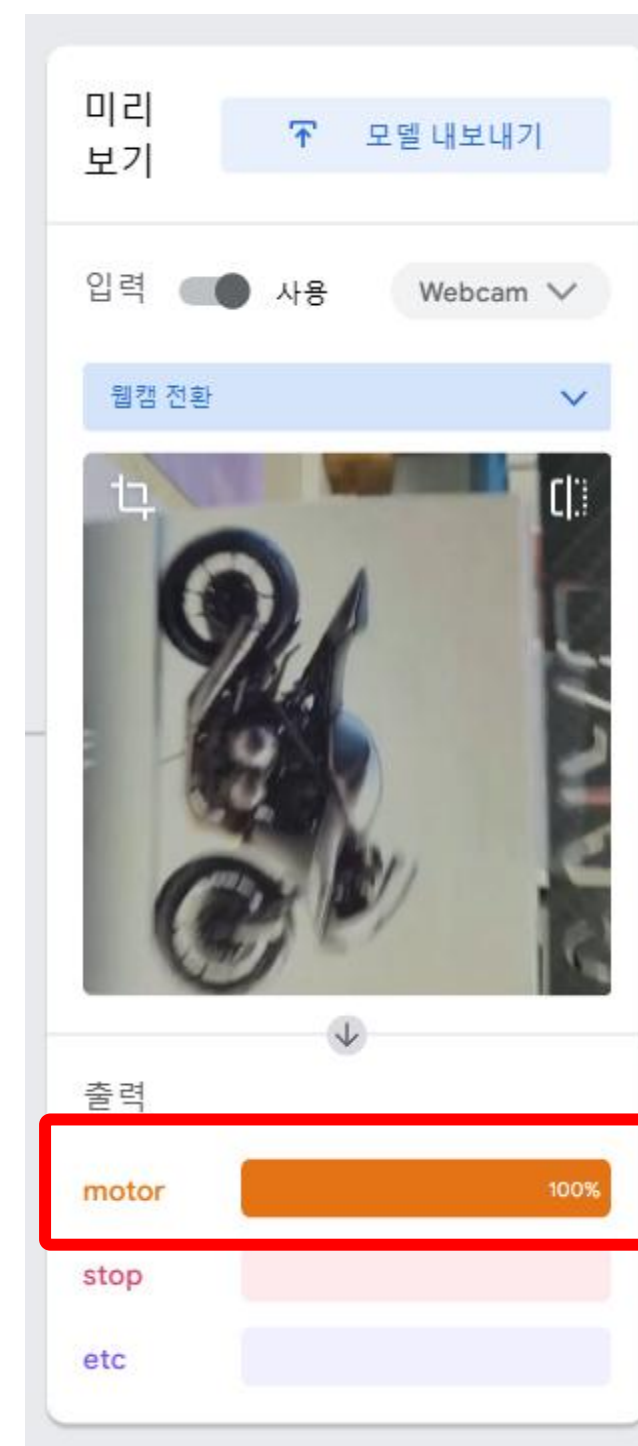 미리
보기
모델 내보내기
입력
사용
Webcam
웹캠 전환
출력
motor
100%
stop
etc